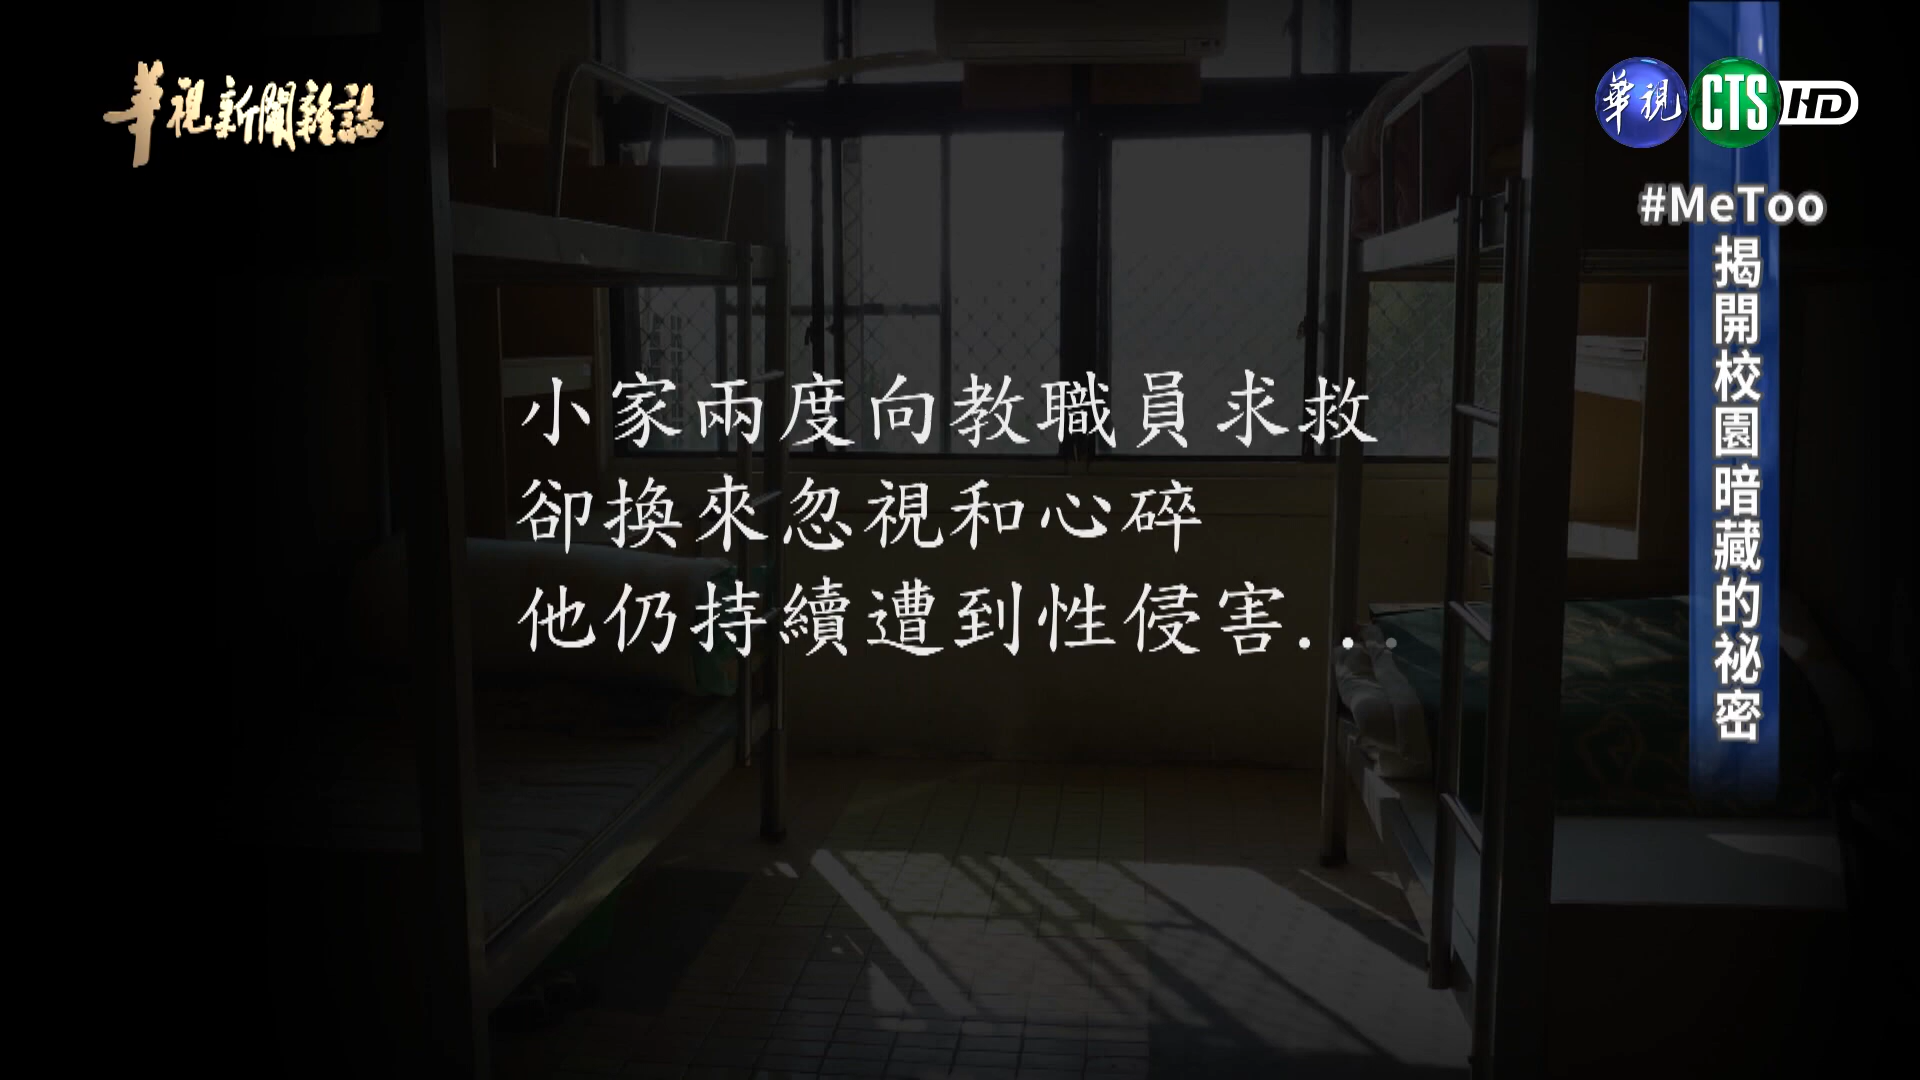 華視新聞雜誌
華視 CTS HD
#MeToo
揭開校園暗藏的祕密
小家兩度向教職員求救
卻換來忽視和心碎
他仍持續遭到性侵害...